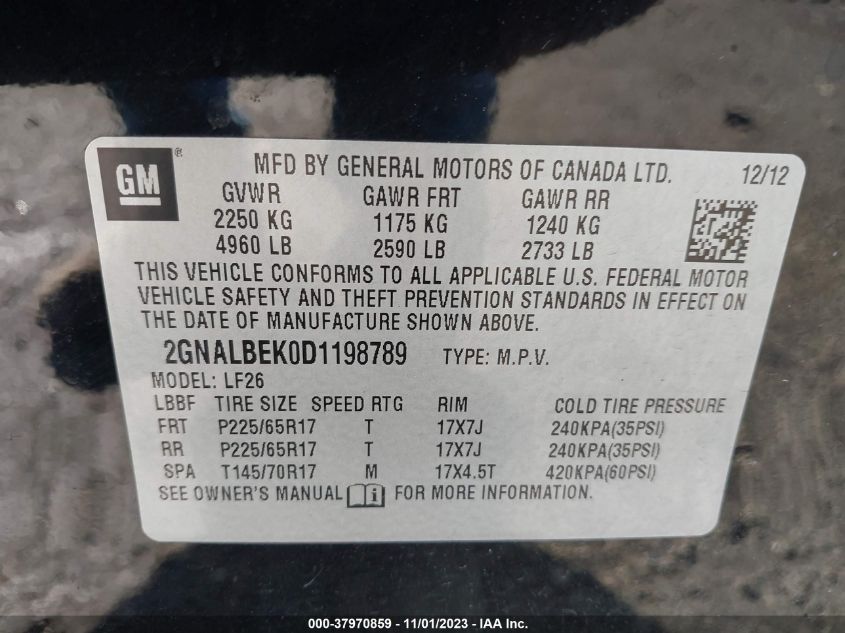 GM ® MFD BY GENERAL MOTORS OF CANADA LTD. 12/12
GVWR GAWR FRT GAWR RR
2250 KG 1175 KG 1240 KG
4960 LB 2590 LB 2733 LB
THIS VEHICLE CONFORMS TO ALL APPLICABLE U.S. FEDERAL MOTOR
VEHICLE SAFETY AND THEFT PREVENTION STANDARDS IN EFFECT ON
THE DATE OF MANUFACTURE SHOWN ABOVE.
2GNALBEK0D1198789 TYPE: M.P.V.
MODEL: LF26
LBBF TIRE SIZE SPEED RTG RIM COLD TIRE PRESSURE
FRT P225/65R17 T 17X7J 240KPA(35PSI)
RR P225/65R17 T 17X7J 240KPA(35PSI)
SPA T145/70R17 M 17X4.5T 420KPA(60PSI)
SEE OWNER'S MANUAL i FOR MORE INFORMATION.
000-37970859 - 11/01/2023 - IAA Inc.